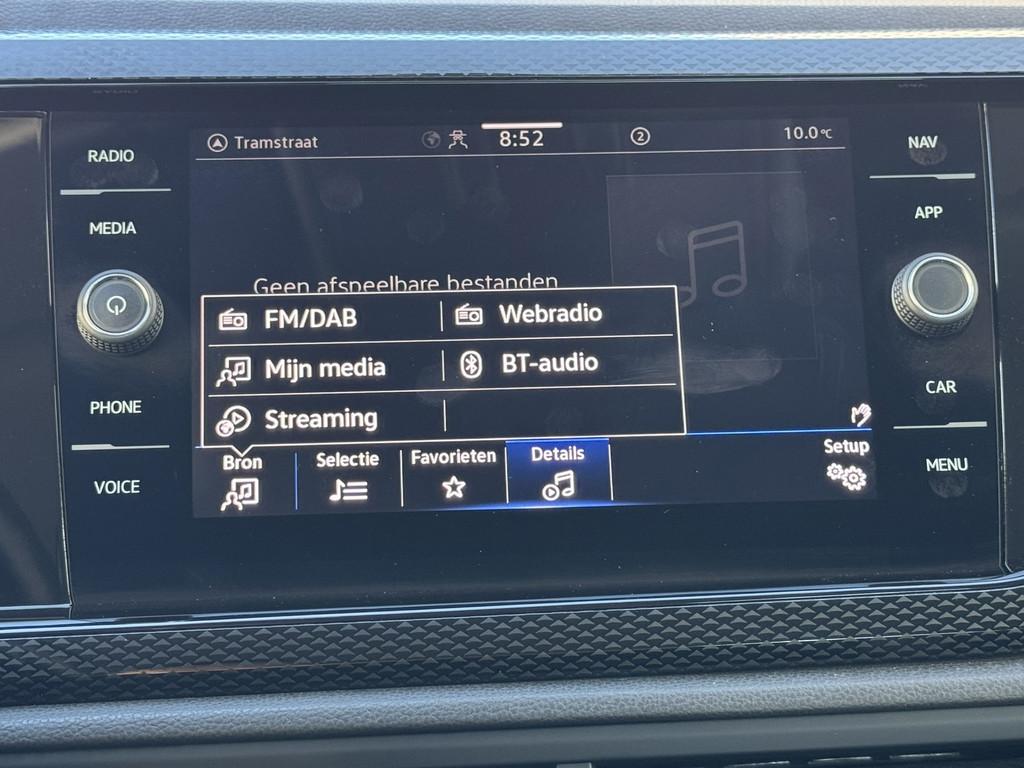 RADIO
MEDIA
PHONE
VOICE
Tramstraat
8:52
2
10.0°C
Geen afspeelbare bestanden
FM/DAB
Webradio
Mijn media
BT-audio
Streaming
Bron
Selectie
Favorieten
Details
Setup
NAV
APP
CAR
MENU